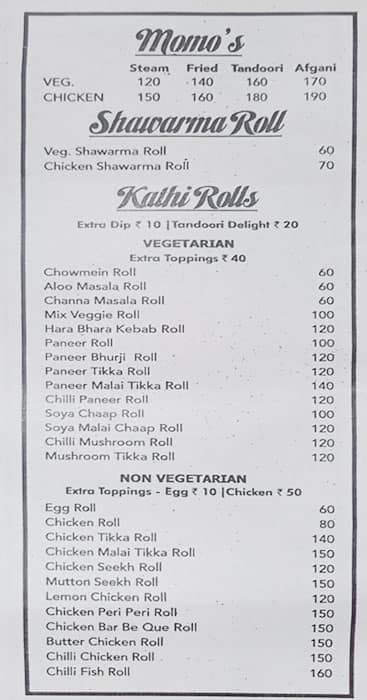 Momo's
Steam Fried Tandoori Afgani
VEG. 120 140 160 170
CHICKEN 150 160 180 190
Shawarma Roll
Veg. Shawarma Roll 60
Chicken Shawarma Roll 70
Kathi Rolls
Extra Dip ₹ 10 |Tandoori Delight ₹ 20
VEGETARIAN
Extra Toppings ₹ 40
Chowmein Roll 60
Aloo Masala Roll 60
Channa Masala Roll 60
Mix Veggie Roll 100
Hara Bhara Kebab Roll 120
Paneer Roll 100
Paneer Bhurji Roll 120
Paneer Tikka Roll 120
Paneer Malai Tikka Roll 140
Chilli Paneer Roll 120
Soya Chaap Roll 100
Soya Malai Chaap Roll 120
Chilli Mushroom Roll 120
Mushroom Tikka Roll 120
NON VEGETARIAN
Extra Toppings - Egg ₹ 10 |Chicken ₹ 50
Egg Roll 60
Chicken Roll 80
Chicken Tikka Roll 140
Chicken Malai Tikka Roll 150
Chicken Seekh Roll 120
Mutton Seekh Roll 150
Lemon Chicken Roll 120
Chicken Peri Peri Roll 150
Chicken Bar Be Que Roll 150
Butter Chicken Roll 150
Chilli Chicken Roll 150
Chilli Fish Roll 160